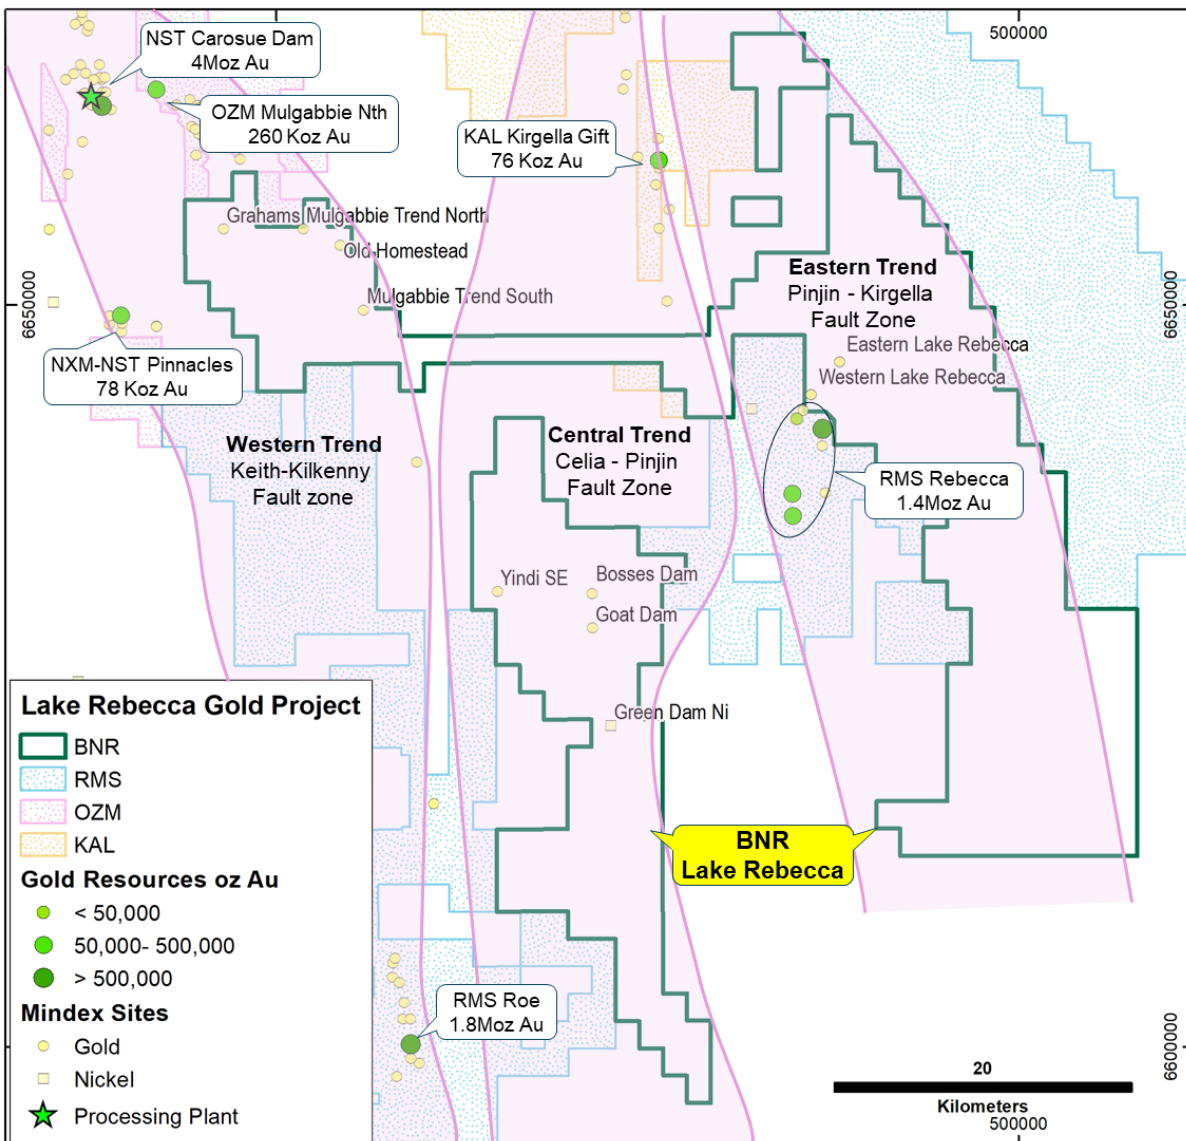 500000
NST Carosue Dam
4Moz Au
OZM Mulgabbie Nth
260 Koz Au
KAL Kirgella Gift
76 Koz Au
Grahams
Mulgabbie Trend North
Old Homestead
Mulgabbie Trend South
6650000
6650000
Eastern Trend
Pinjin - Kirgella
Fault Zone
Eastern Lake Rebecca
Western Lake Rebecca
NXM-NST Pinnacles
78 Koz Au
Western Trend
Keith-Kilkenny
Fault zone
Central Trend
Celia - Pinjin
Fault Zone
RMS Rebecca
1.4Moz Au
Yindi SE
Bosses Dam
Goat Dam
Green Dam Ni
BNR
Lake Rebecca
RMS Roe
1.8Moz Au
Lake Rebecca Gold Project
BNR
RMS
OZM
KAL
Gold Resources oz Au
< 50,000
50,000- 500,000
> 500,000
Mindex Sites
Gold
Nickel
Processing Plant
20
Kilometers
6600000
500000